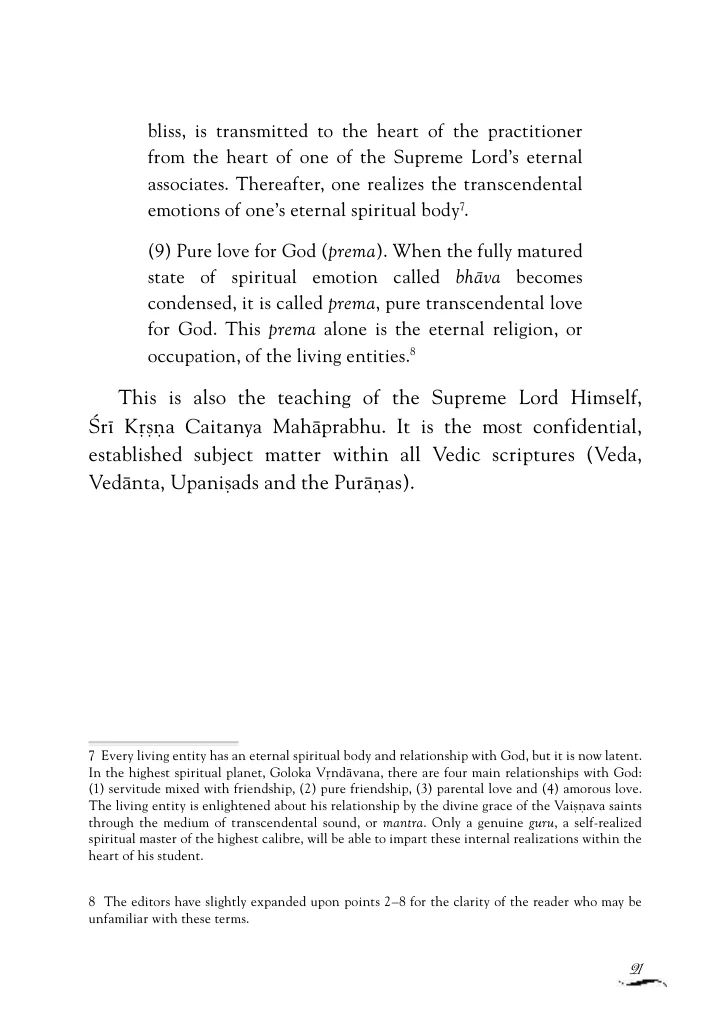 bliss, is transmitted to the heart of the practitioner
from the heart of one of the Supreme Lord’s eternal
associates. Thereafter, one realizes the transcendental
emotions of one’s eternal spiritual body7.
(9) Pure love for God (prema). When the fully matured
state of spiritual emotion called bhāva becomes
condensed, it is called prema, pure transcendental love
for God. This prema alone is the eternal religion, or
occupation, of the living entities.8
This is also the teaching of the Supreme Lord Himself,
Śrī Kṛṣṇa Caitanya Mahāprabhu. It is the most confidential,
established subject matter within all Vedic scriptures (Veda,
Vedānta, Upaniṣads and the Purāṇas).
7 Every living entity has an eternal spiritual body and relationship with God, but it is now latent.
In the highest spiritual planet, Goloka Vṛndāvana, there are four main relationships with God:
(1) servitude mixed with friendship, (2) pure friendship, (3) parental love and (4) amorous love.
The living entity is enlightened about his relationship by the divine grace of the Vaiṣṇava saints
through the medium of transcendental sound, or mantra. Only a genuine guru, a self-realized
spiritual master of the highest calibre, will be able to impart these internal realizations within the
heart of his student.
8 The editors have slightly expanded upon points 2–8 for the clarity of the reader who may be
unfamiliar with these terms.
21